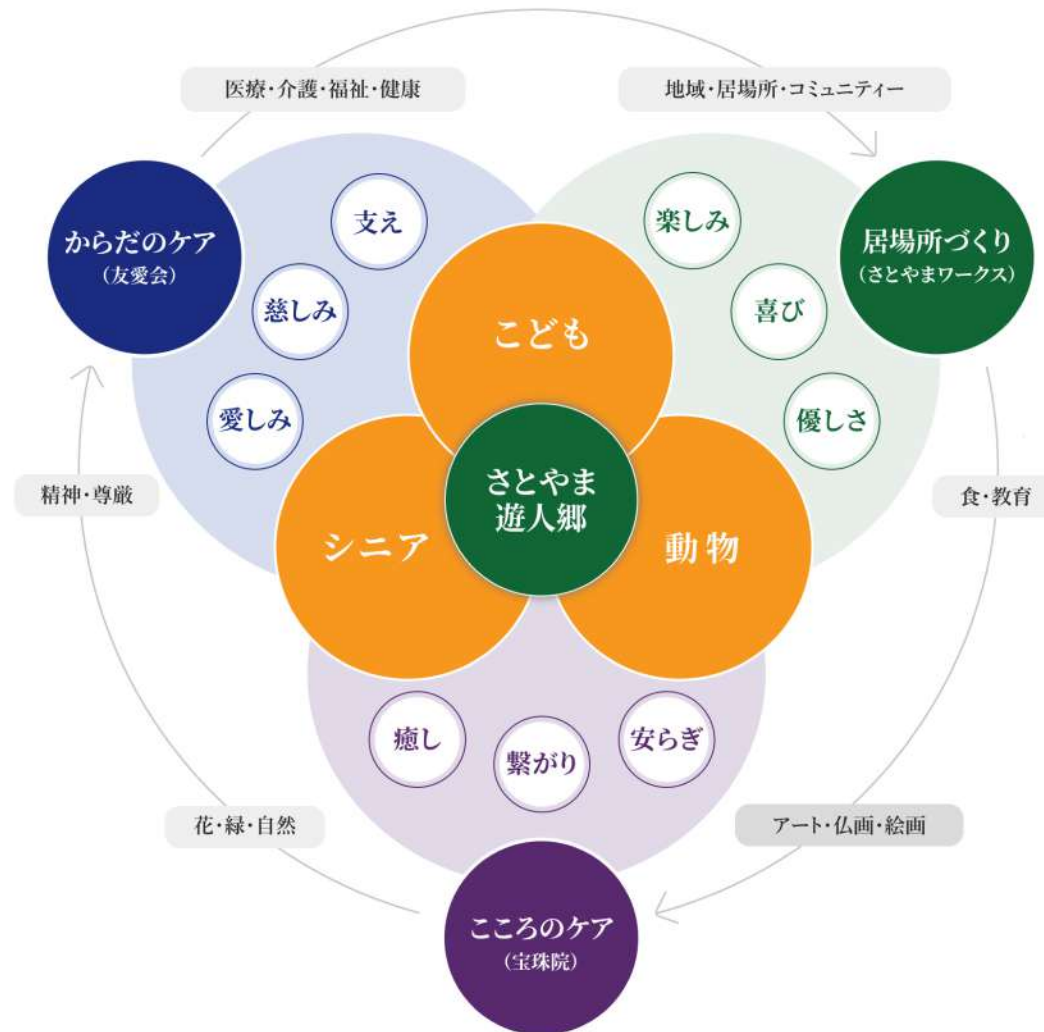 医療・介護・福祉・健康
地域・居場所・コミュニティー
からだのケア
（友愛会）
支え
慈しみ
愛しみ
楽しみ
喜び
優しさ
居場所づくり
（さとやまワークス）
こども
さとやま
遊人郷
シニア
動物
精神・尊厳
食・教育
癒し
繋がり
安らぎ
花・緑・自然
アート・仏画・絵画
こころのケア
（宝珠院）